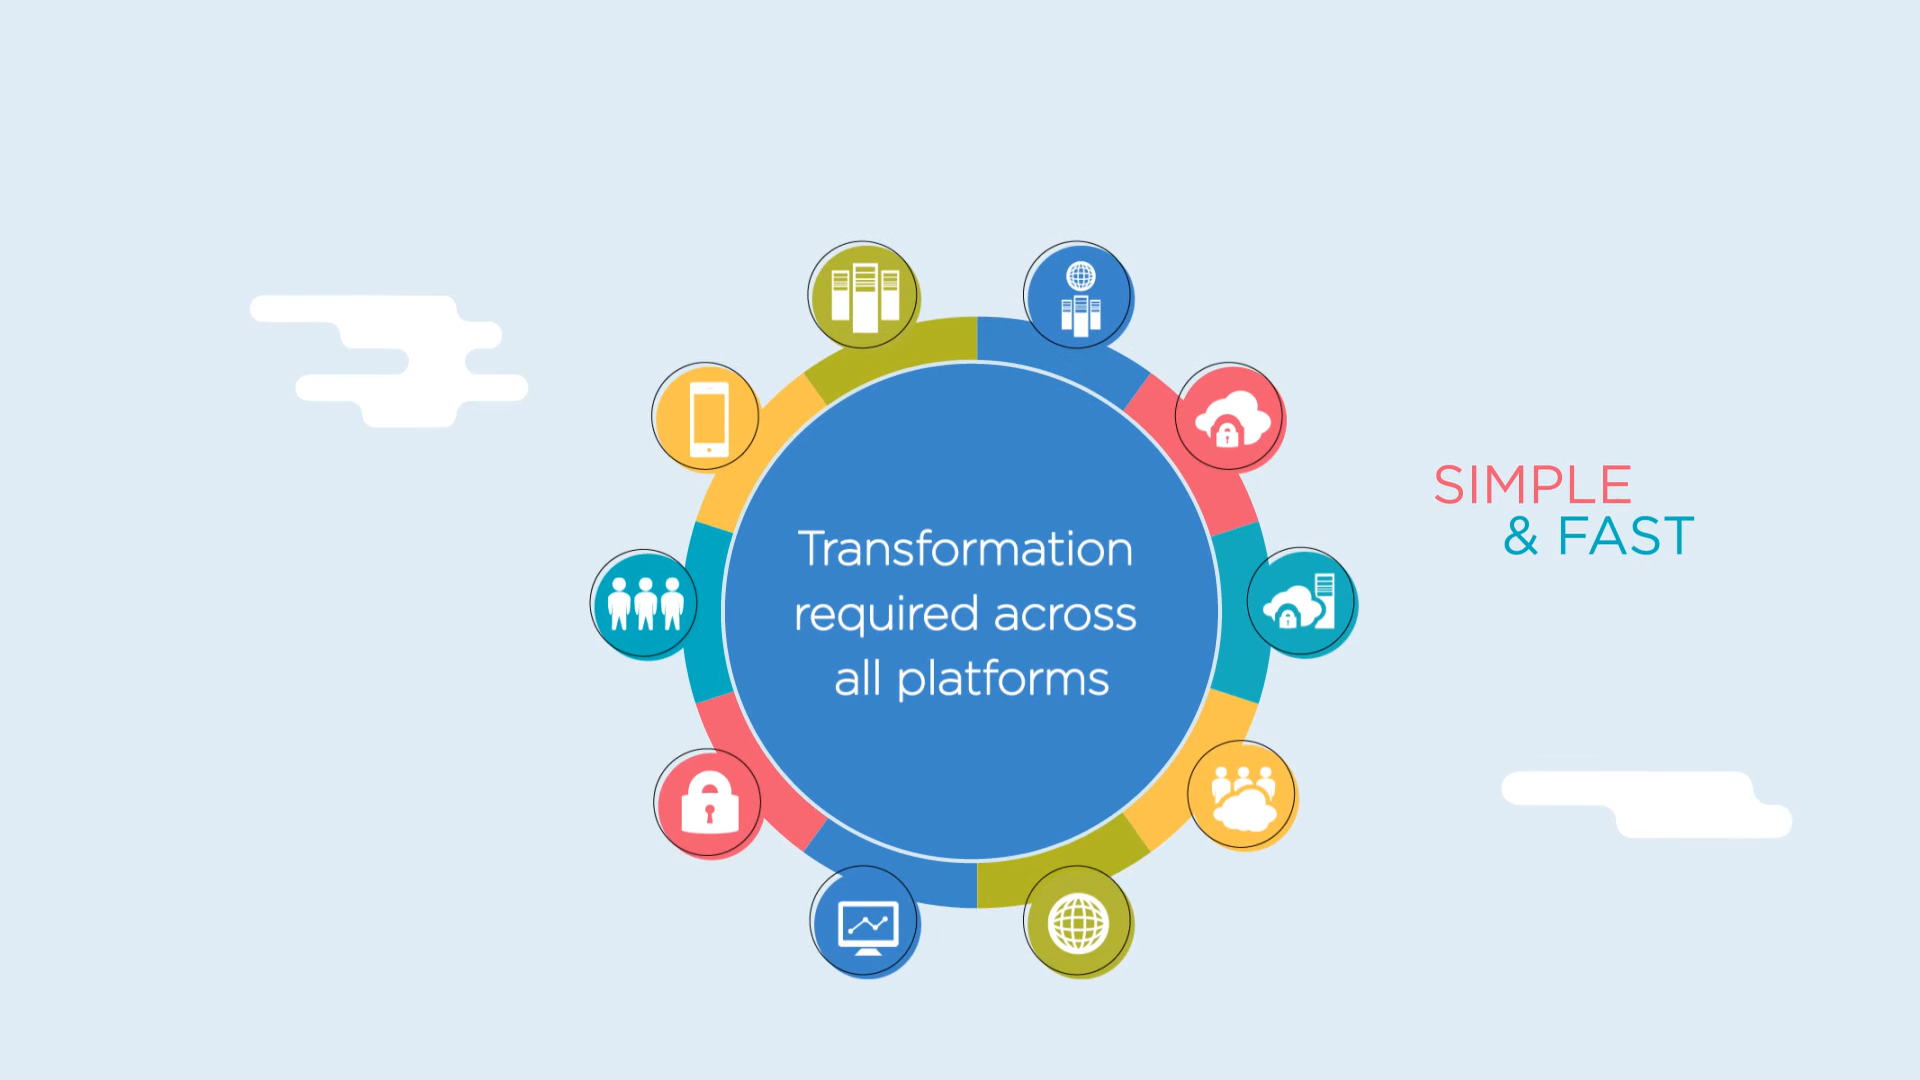 Transformation
required across
all platforms
SIMPLE
& FAST